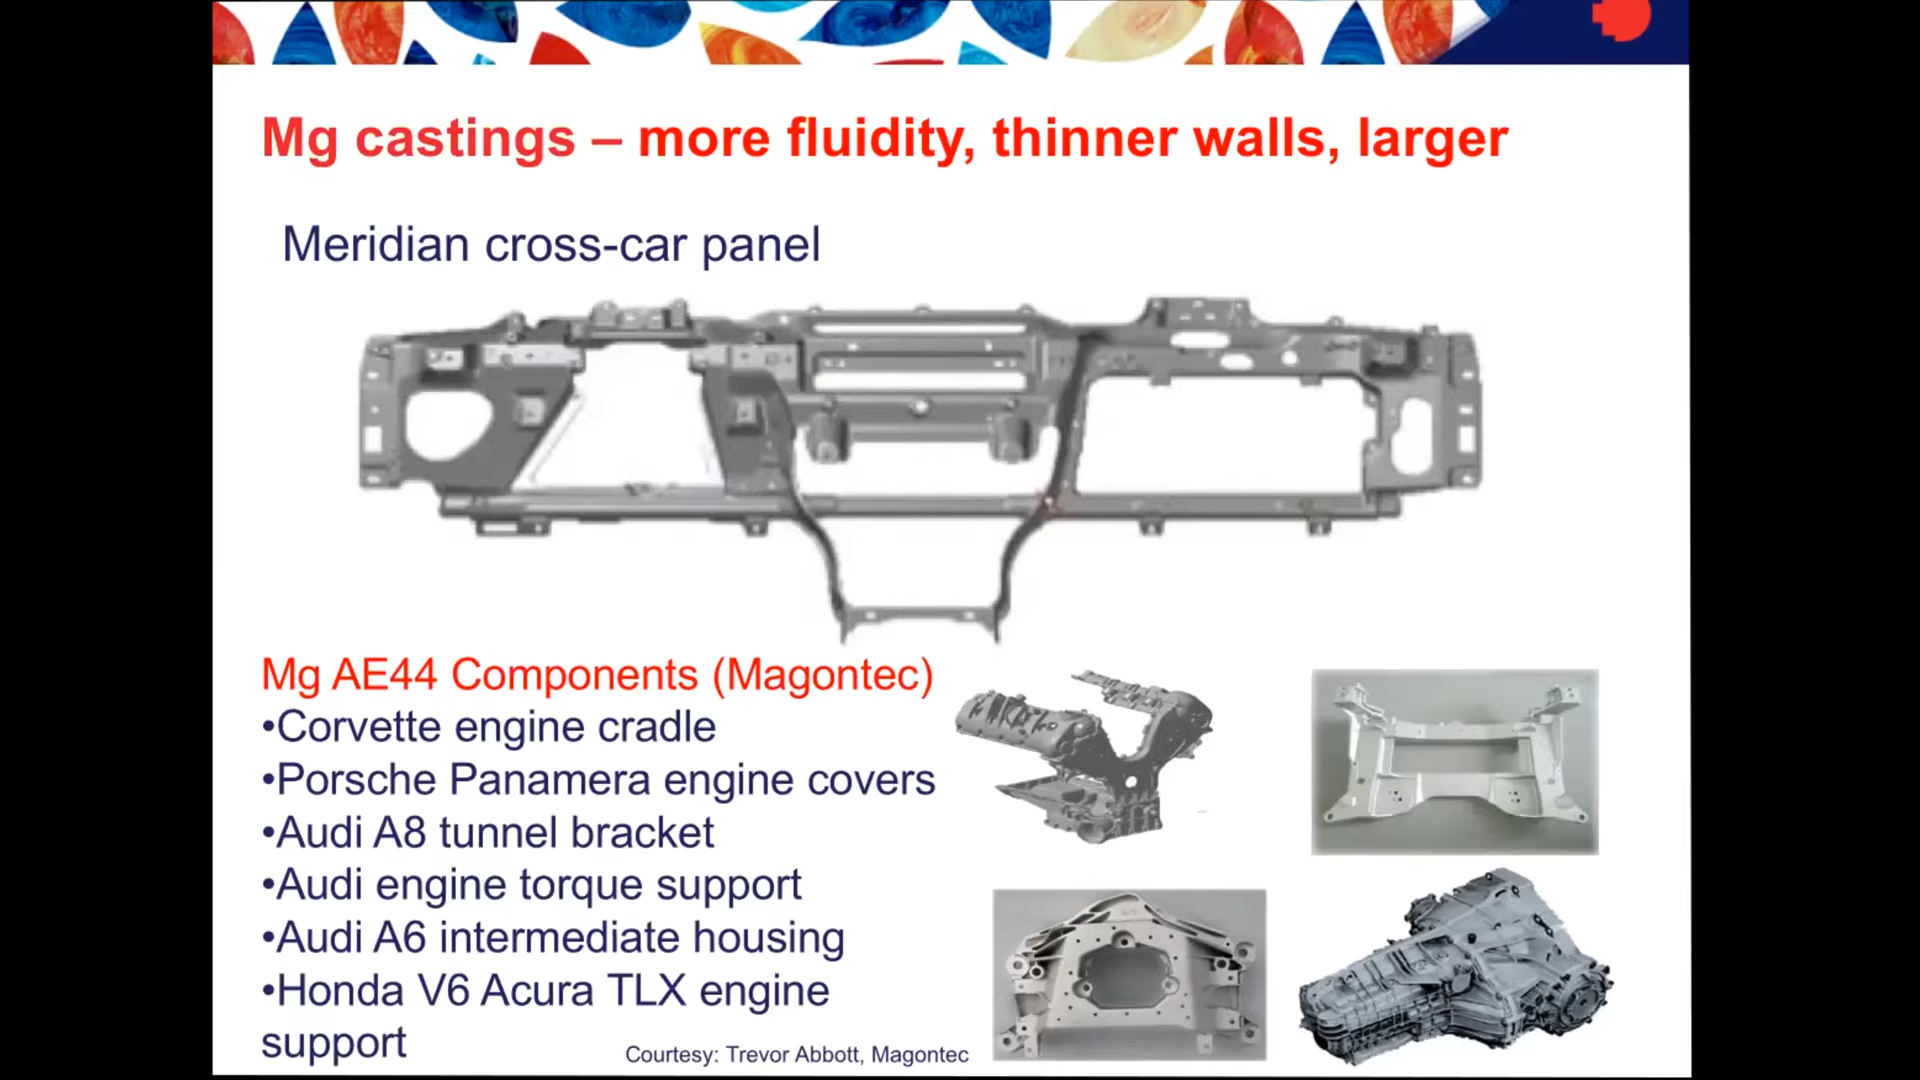 Mg castings – more fluidity, thinner walls, larger
Meridian cross-car panel
Mg AE44 Components (Magontec)
•Corvette engine cradle
•Porsche Panamera engine covers
•Audi A8 tunnel bracket
•Audi engine torque support
•Audi A6 intermediate housing
•Honda V6 Acura TLX engine
support
Courtesy: Trevor Abbott, Magontec